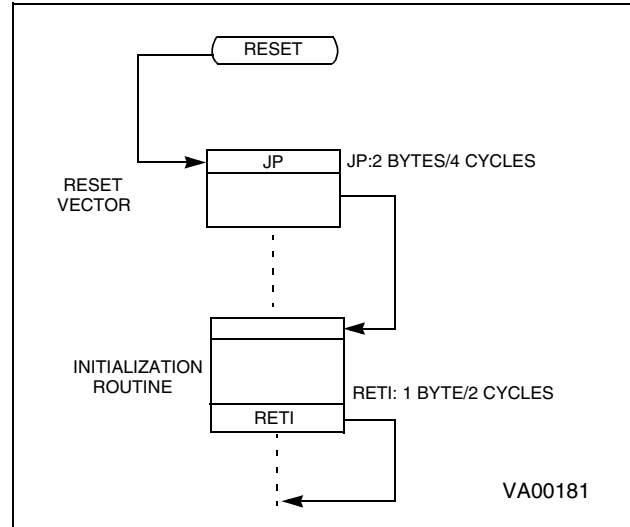 RESET
JP
JP:2 BYTES/4 CYCLES
RESET
VECTOR
INITIALIZATION
ROUTINE
RETI: 1 BYTE/2 CYCLES
RETI
VA00181